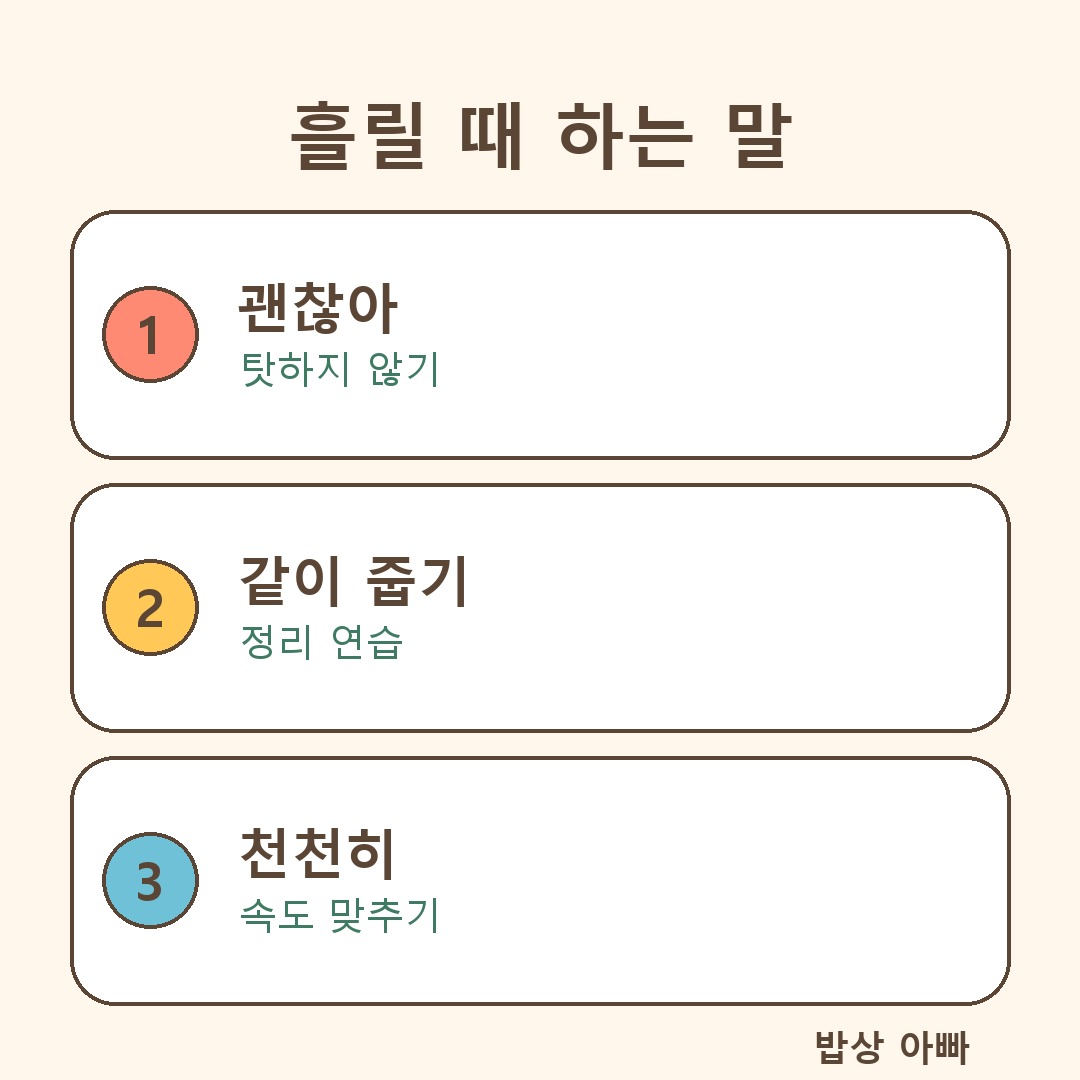 흘릴 때 하는 말
1
괜찮아
탓하지 않기
2
같이 줍기
정리 연습
3
천천히
속도 맞추기
밥상 아빠